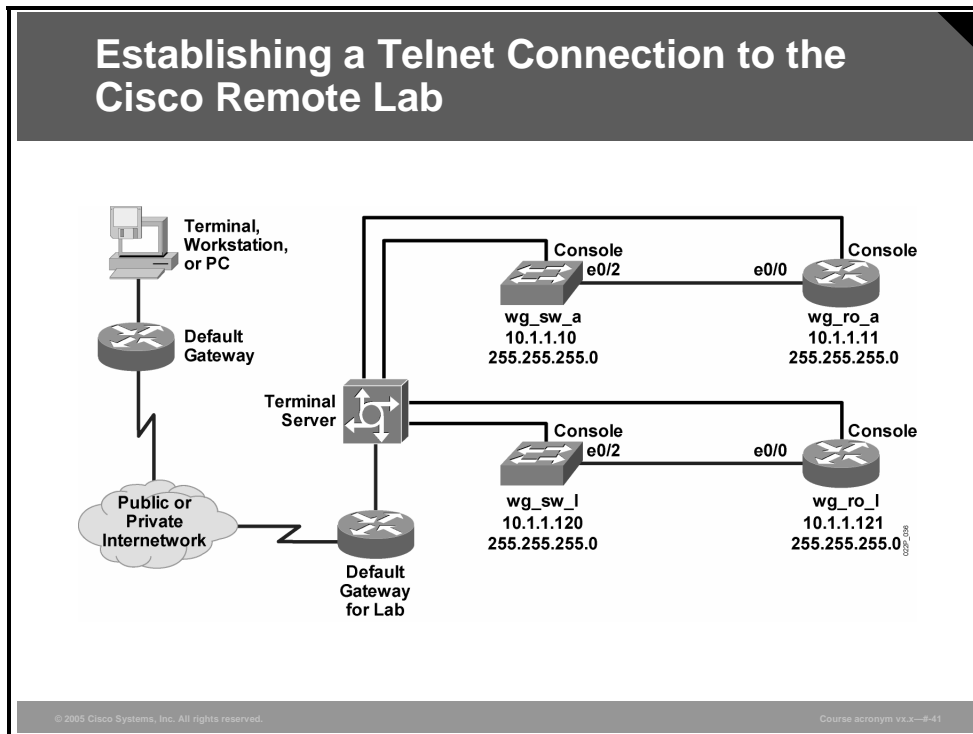 Establishing a Telnet Connection to the
Cisco Remote Lab
Terminal,
Workstation,
or PC
Default
Gateway
Public or
Private
Internetwork
Terminal
Server
Default
Gateway
for Lab
Console
e0/2
wg_sw_a
10.1.1.10
255.255.255.0
e0/0
Console
wg_ro_a
10.1.1.11
255.255.255.0
Console
e0/2
wg_sw_l
10.1.1.120
255.255.255.0
e0/0
Console
wg_ro_l
10.1.1.121
255.255.255.0
022P_036
© 2005 Cisco Systems, Inc. All rights reserved.
Course acronym vx.x—#-41